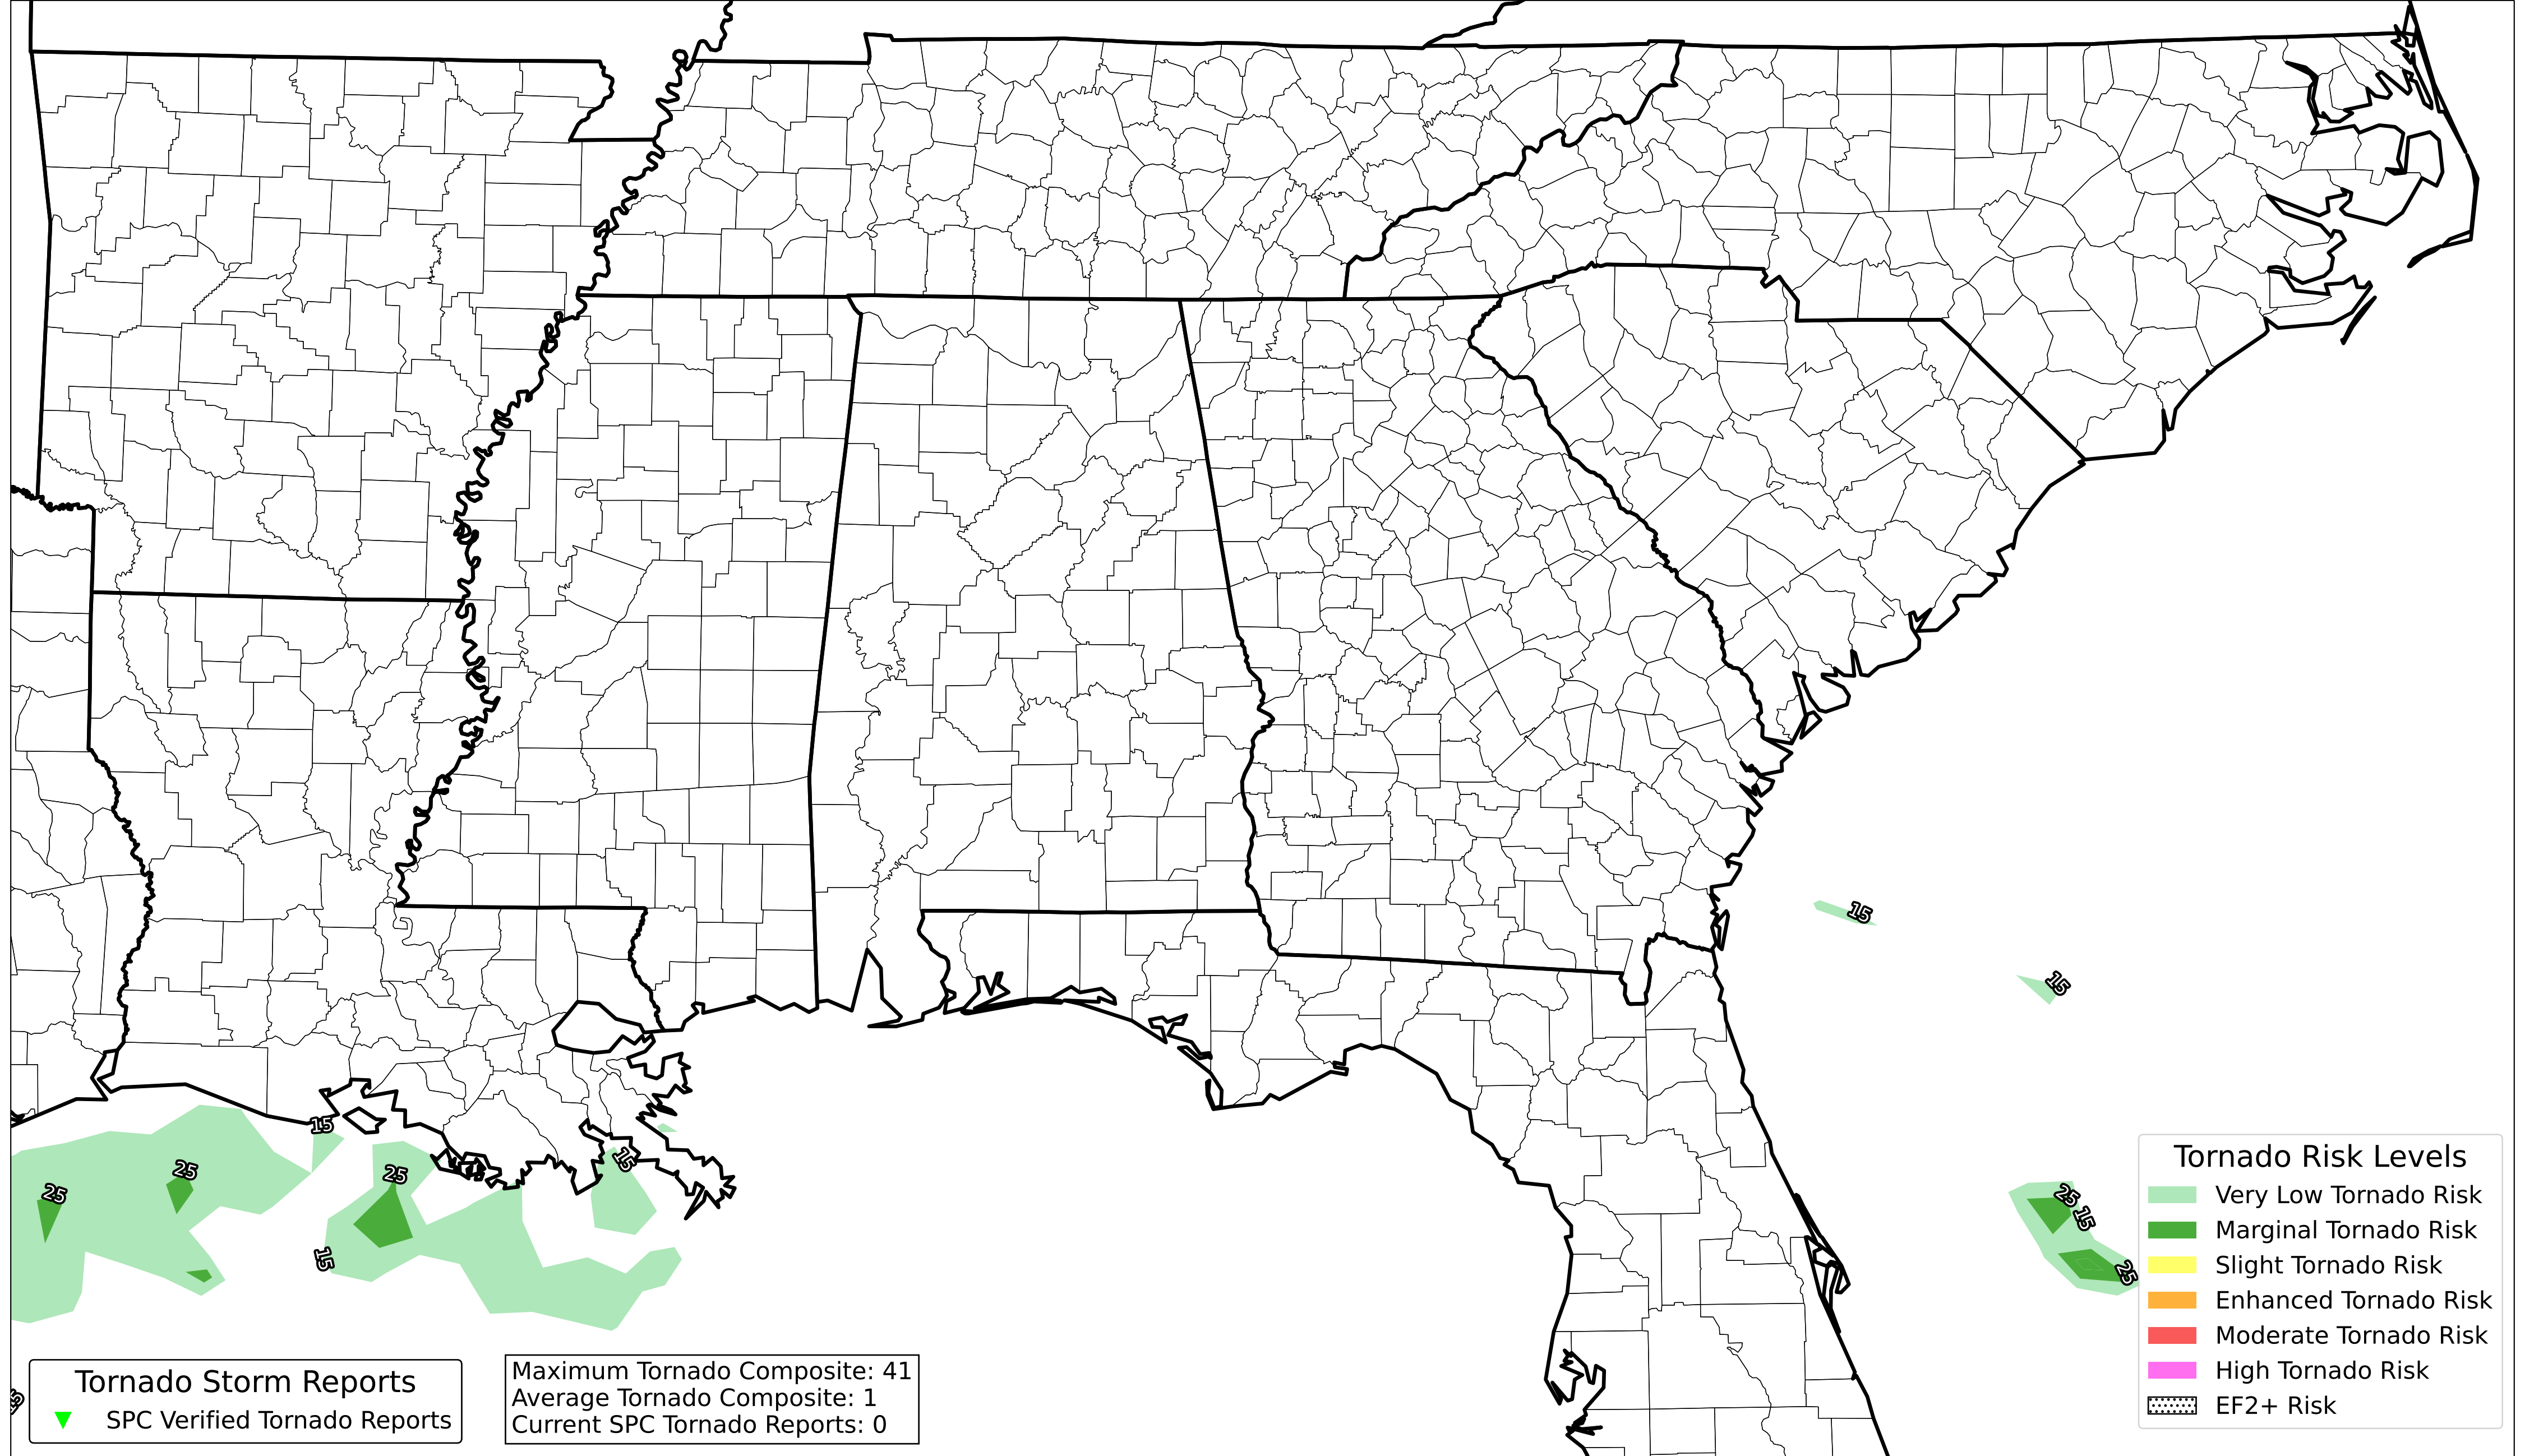 15
15
15
15
25
25
25
15
25
15
25
Tornado Risk Levels
Very Low Tornado Risk
Marginal Tornado Risk
Slight Tornado Risk
Enhanced Tornado Risk
Moderate Tornado Risk
High Tornado Risk
EF2+ Risk
Tornado Storm Reports
SPC Verified Tornado Reports
Maximum Tornado Composite: 41
Average Tornado Composite: 1
Current SPC Tornado Reports: 0